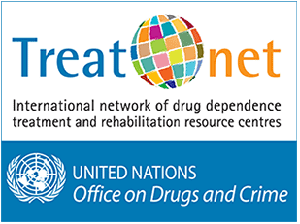 Treat net
International network of drug dependence
treatment and rehabilitation resource centres
UNITED NATIONS
Office on Drugs and Crime